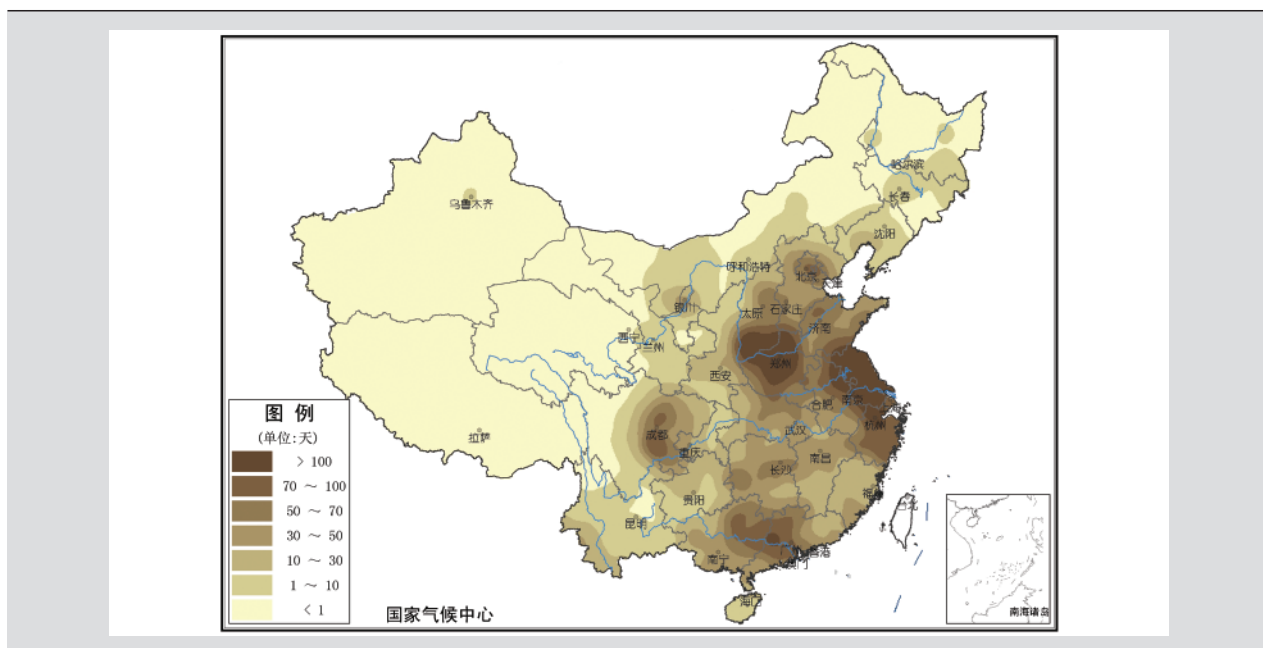 哈尔滨
长春
乌鲁木齐
沈阳
呼和浩特
北京
天津
银川
太原
石家庄
济南
西宁
兰州
郑州
西安
合肥
南京
成都
杭州
武汉
拉萨
重庆
长沙
南昌
贵阳
福州
台北
昆明
南宁
香港
澳门
海口
图 例
(单位:天)
> 100
70 ~ 100
50 ~ 70
30 ~ 50
10 ~ 30
1 ~ 10
< 1
国家气候中心
南海诸岛